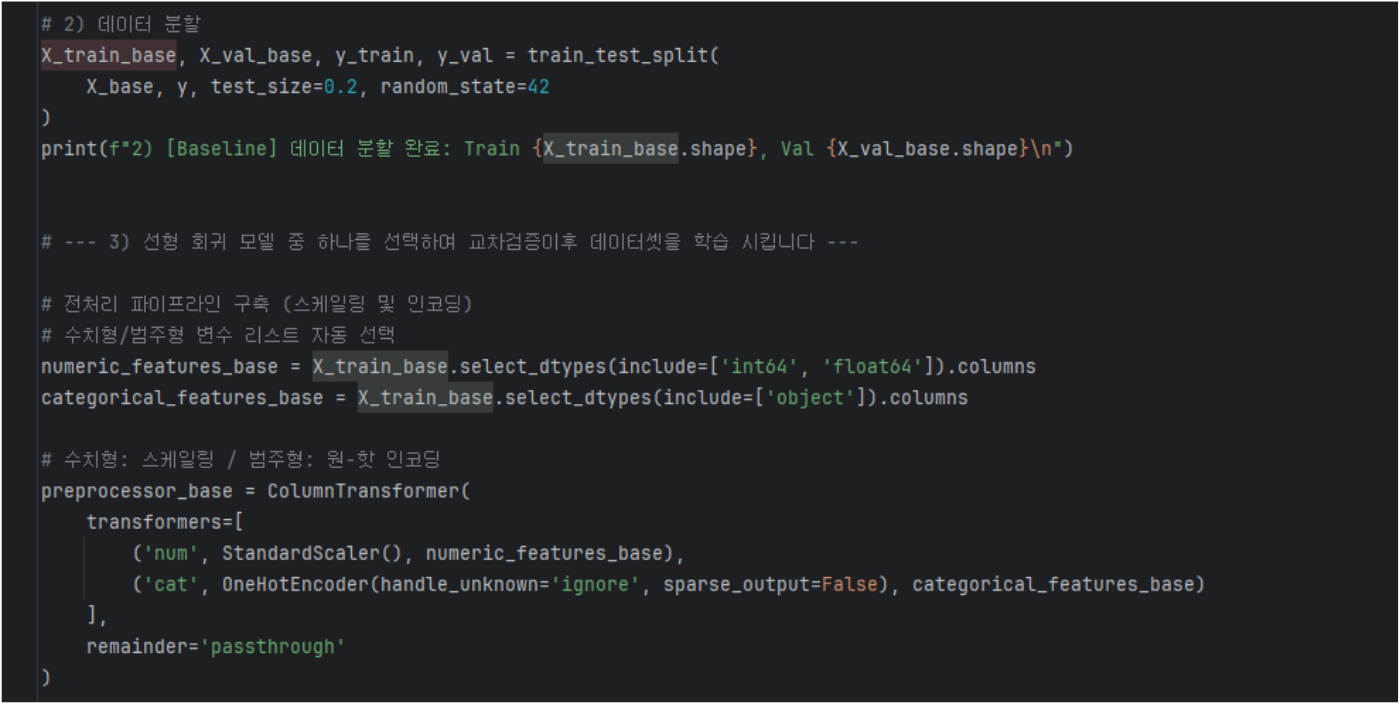 # 2) 데이터 분할
X_train_base, X_val_base, y_train, y_val = train_test_split(
    X_base, y, test_size=0.2, random_state=42
)
print(f"2) [Baseline] 데이터 분할 완료: Train {X_train_base.shape}, Val {X_val_base.shape}\n")
# --- 3) 선형 회귀 모델 중 하나를 선택하여 교차검증이후 데이터셋을 학습 시킵니다 ---
# 전처리 파이프라인 구축 (스케일링 및 인코딩)
# 수치형/범주형 변수 리스트 자동 선택
numeric_features_base = X_train_base.select_dtypes(include=['int64', 'float64']).columns
categorical_features_base = X_train_base.select_dtypes(include=['object']).columns
# 수치형: 스케일링 / 범주형: 원-핫 인코딩
preprocessor_base = ColumnTransformer(
    transformers=[
        ('num', StandardScaler(), numeric_features_base),
        ('cat', OneHotEncoder(handle_unknown='ignore', sparse_output=False), categorical_features_base)
    ],
    remainder='passthrough'
)